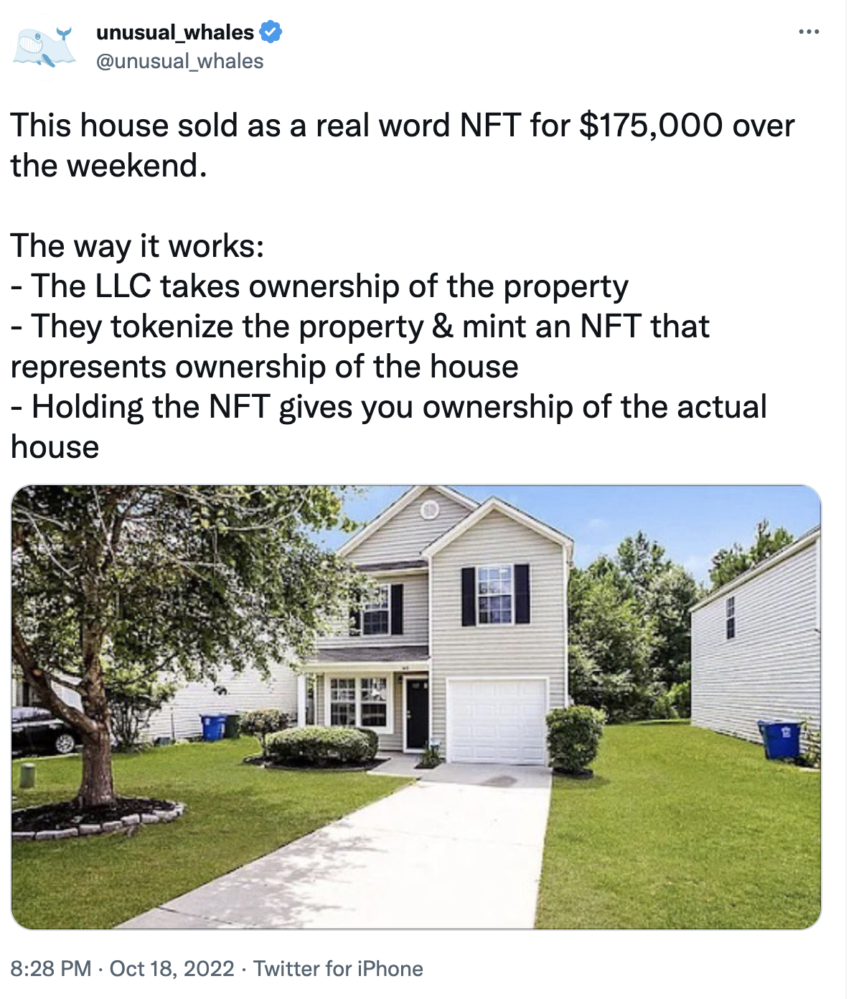 unusual_whales
@unusual_whales
This house sold as a real word NFT for $175,000 over
the weekend.
The way it works:
- The LLC takes ownership of the property
- They tokenize the property & mint an NFT that
represents ownership of the house
- Holding the NFT gives you ownership of the actual
house
8:28 PM · Oct 18, 2022 · Twitter for iPhone